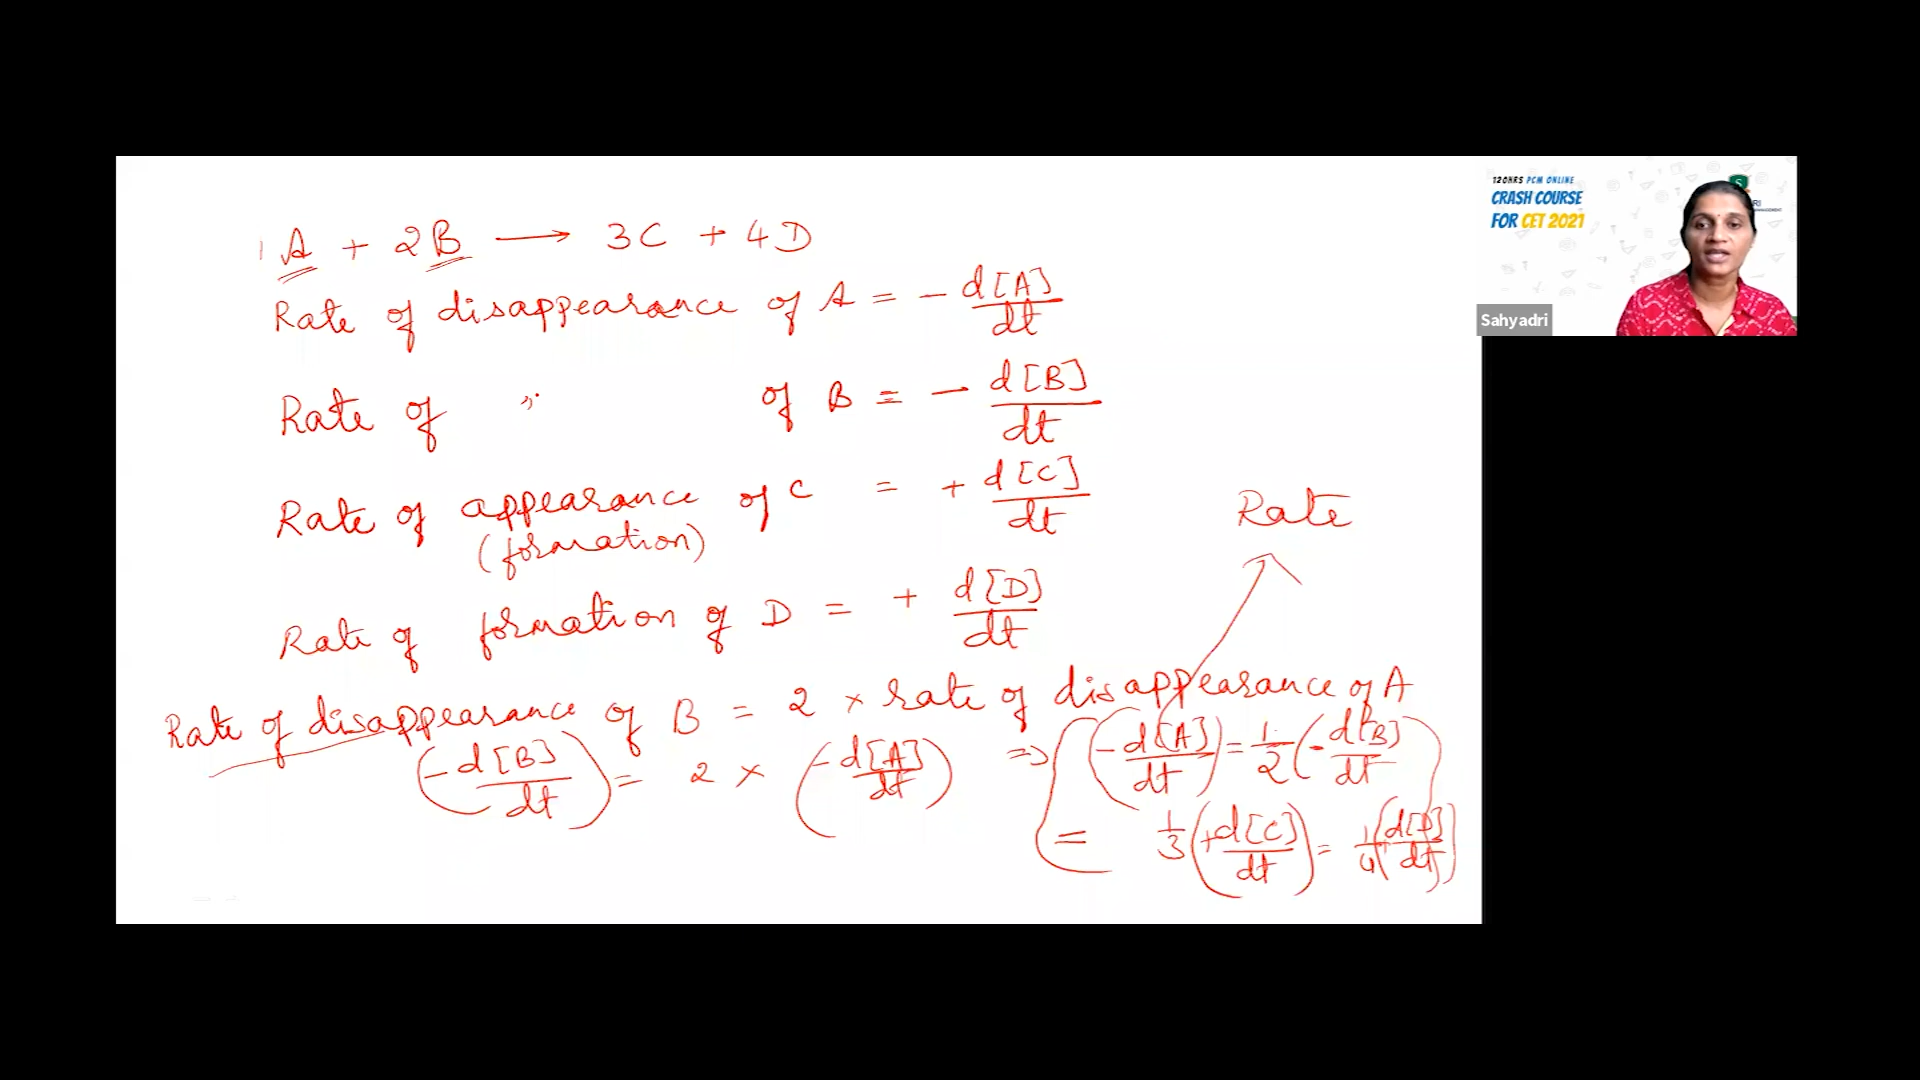 1A + 2B ⟶ 3C + 4D
Rate of disappearance of A = - d[A]/dt
Rate of ,, of B = - d[B]/dt
Rate of appearance of C = + d[C]/dt
(formation)
Rate
Rate of formation of D = + d[D]/dt
Rate of disappearance of B = 2 × rate of disappearance of A
(-d[B]/dt) = 2 × (-d[A]/dt) ⇒ (-d[A]/dt) = 1/2 (-d[B]/dt)
= 1/3 (+d[C]/dt) = 1/4 (d[D]/dt)
120HRS PCM ONLINE
CRASH COURSE
FOR CET 2021
Sahyadri